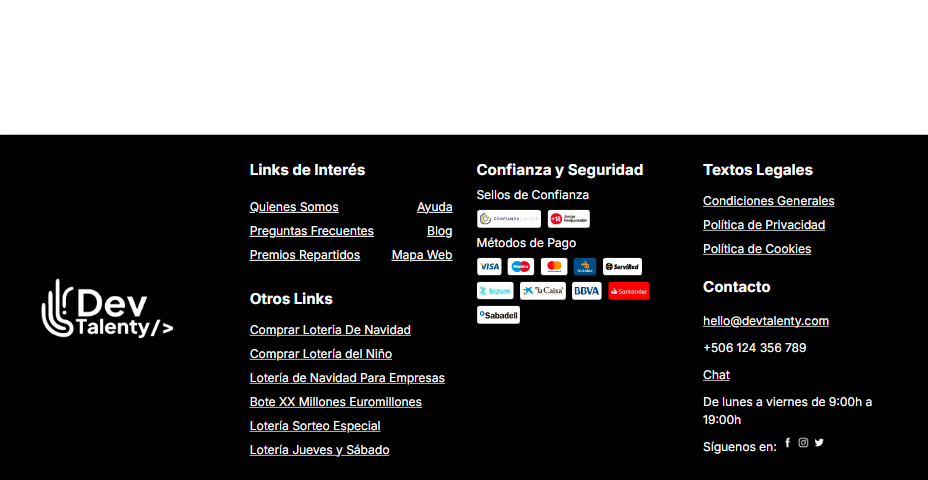 Dev
Talenty/>
Links de Interés
Quienes Somos
Ayuda
Preguntas Frecuentes
Blog
Premios Repartidos
Mapa Web
Otros Links
Comprar Loteria De Navidad
Comprar Lotería del Niño
Lotería de Navidad Para Empresas
Bote XX Millones Euromillones
Lotería Sorteo Especial
Lotería Jueves y Sábado
Confianza y Seguridad
Sellos de Confianza
CONFIANZA ONLINE
+18 Juego
Responsable
Métodos de Pago
VISA
Maestro
mastercard
ServiRed
bizum
"la Caixa"
BBVA
Santander
Sabadell
Textos Legales
Condiciones Generales
Política de Privacidad
Política de Cookies
Contacto
hello@devtalenty.com
+506 124 356 789
Chat
De lunes a viernes de 9:00h a
19:00h
Síguenos en: